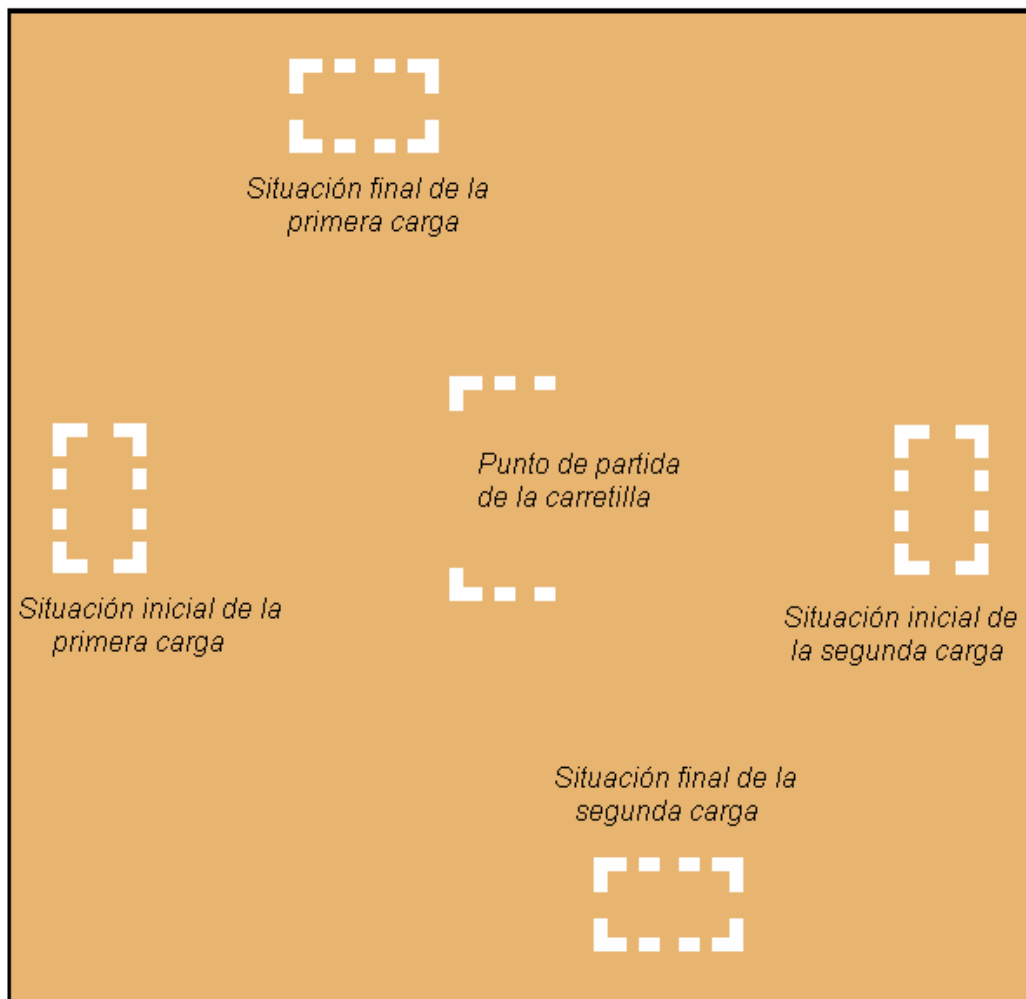 Situación final de la
primera carga
Punto de partida
de la carretilla
Situación inicial de la
primera carga
Situación inicial de
la segunda carga
Situación final de la
segunda carga